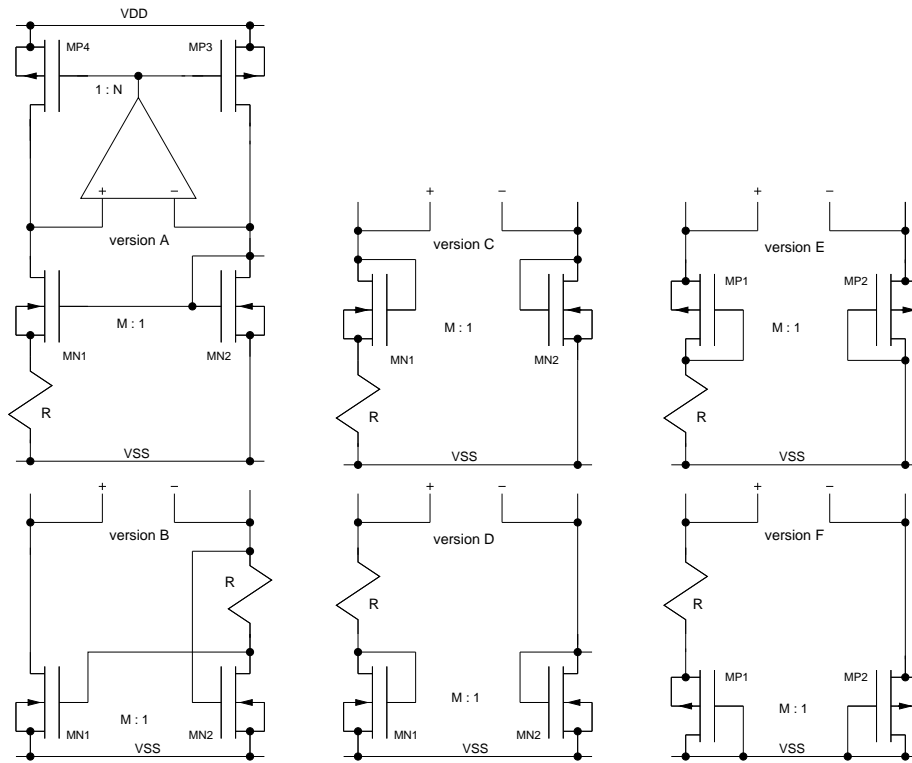 VDD
MP4 MP3
1 : N
+ −
version A
M : 1
MN1 MN2
R
VSS
+ −
version C
M : 1
MN1 MN2
R
VSS
+ −
version E
MP1 MP2
M : 1
R
VSS
+ −
version B
R
M : 1
MN1 MN2
VSS
+ −
version D
R
M : 1
MN1 MN2
VSS
+ −
version F
R
MP1 MP2
M : 1
VSS